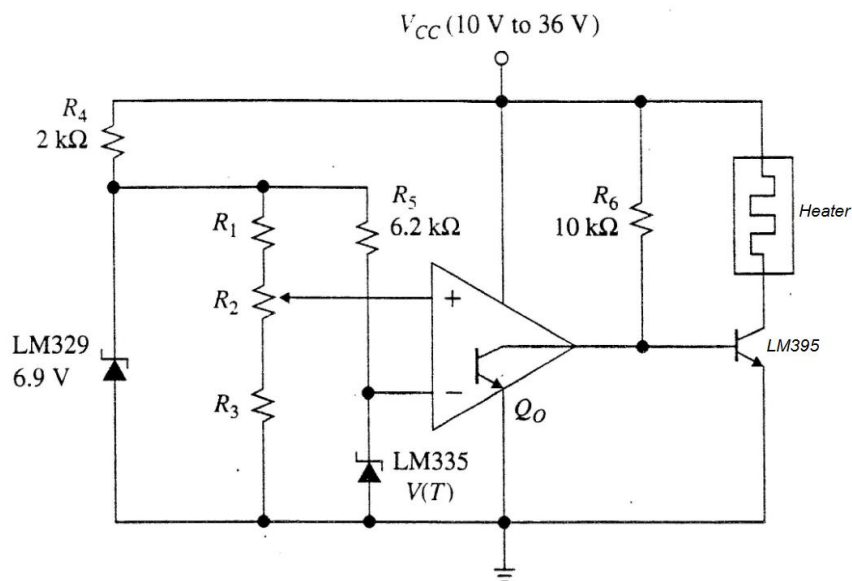 V_CC (10 V to 36 V)
R_4
2 kΩ
R_1
R_5
6.2 kΩ
R_6
10 kΩ
Heater
R_2
+
LM329
6.9 V
LM395
R_3
−
Q_O
LM335
V(T)